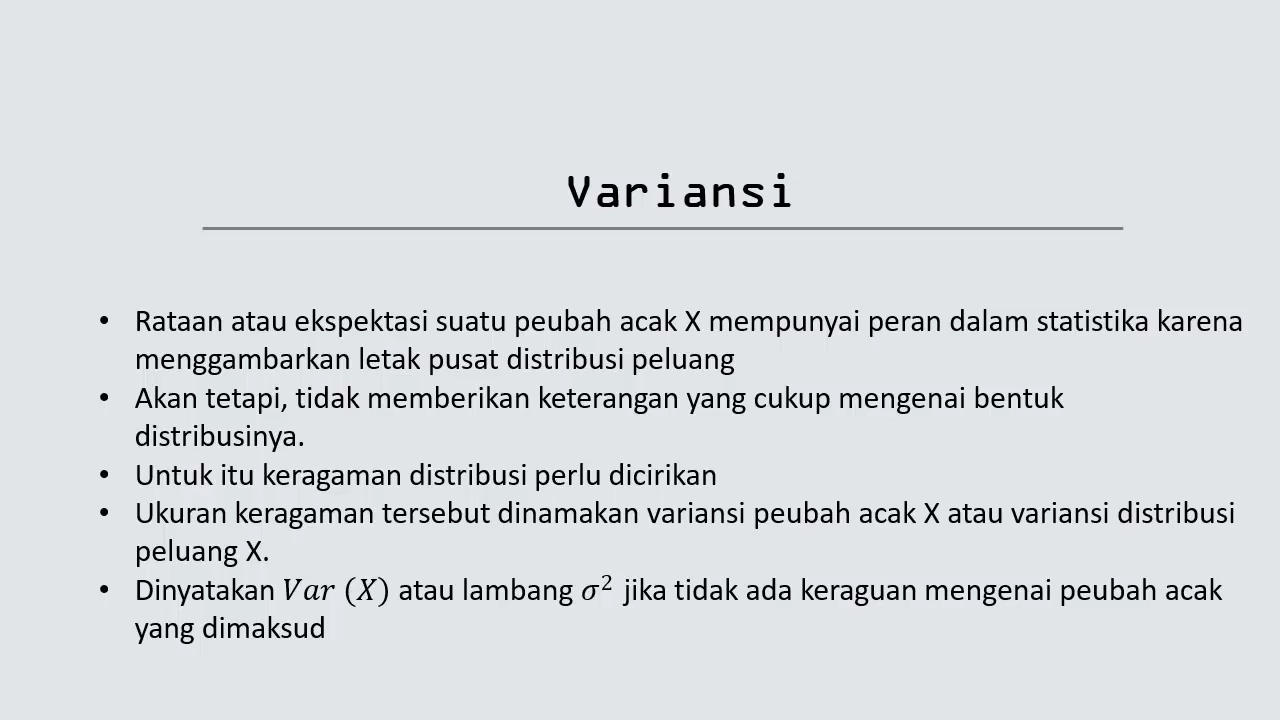 Variansi
• Rataan atau ekspektasi suatu peubah acak X mempunyai peran dalam statistika karena
menggambarkan letak pusat distribusi peluang
• Akan tetapi, tidak memberikan keterangan yang cukup mengenai bentuk
distribusinya.
• Untuk itu keragaman distribusi perlu dicirikan
• Ukuran keragaman tersebut dinamakan variansi peubah acak X atau variansi distribusi
peluang X.
• Dinyatakan 𝑉𝑎𝑟 (𝑋) atau lambang 𝜎² jika tidak ada keraguan mengenai peubah acak
yang dimaksud